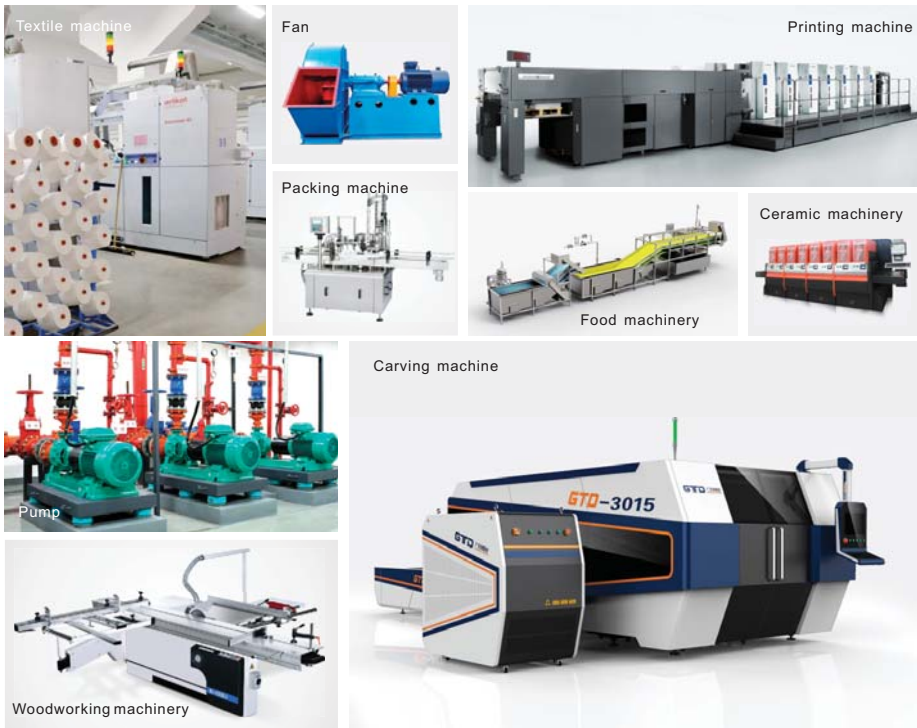 Textile machine
Fan
Printing machine
Packing machine
Ceramic machinery
Food machinery
Pump
Carving machine
GTD-3015
GTD
GTD
GTD
Woodworking machinery